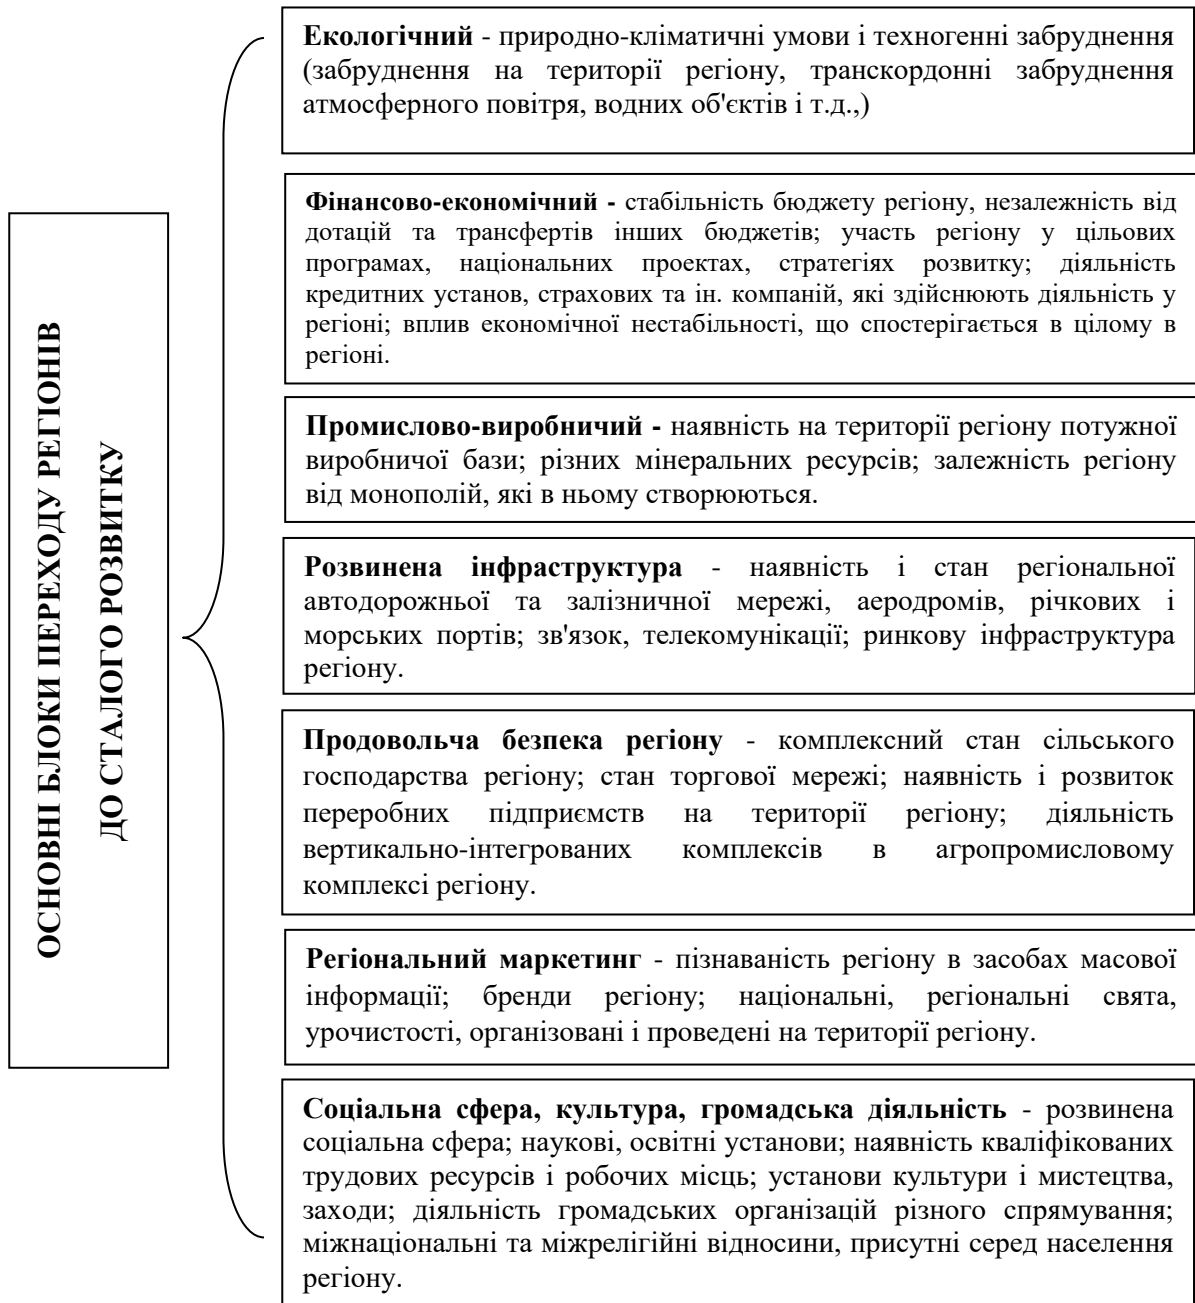 ОСНОВНІ БЛОКИ ПЕРЕХОДУ РЕГІОНІВ
ДО СТАЛОГО РОЗВИТКУ
Екологічний - природно-кліматичні умови і техногенні забруднення
(забруднення на території регіону, транскордонні забруднення
атмосферного повітря, водних об'єктів і т.д.,)
Фінансово-економічний - стабільність бюджету регіону, незалежність від
дотацій та трансфертів інших бюджетів; участь регіону у цільових
програмах, національних проектах, стратегіях розвитку; діяльність
кредитних установ, страхових та ін. компаній, які здійснюють діяльність у
регіоні; вплив економічної нестабільності, що спостерігається в цілому в
регіоні.
Промислово-виробничий - наявність на території регіону потужної
виробничої бази; різних мінеральних ресурсів; залежність регіону
від монополій, які в ньому створюються.
Розвинена інфраструктура - наявність і стан регіональної
автодорожньої та залізничної мережі, аеродромів, річкових і
морських портів; зв'язок, телекомунікації; ринкову інфраструктура
регіону.
Продовольча безпека регіону - комплексний стан сільського
господарства регіону; стан торгової мережі; наявність і розвиток
переробних підприємств на території регіону; діяльність
вертикально-інтегрованих комплексів в агропромисловому
комплексі регіону.
Регіональний маркетинг - пізнаваність регіону в засобах масової
інформації; бренди регіону; національні, регіональні свята,
урочистості, організовані і проведені на території регіону.
Соціальна сфера, культура, громадська діяльність - розвинена
соціальна сфера; наукові, освітні установи; наявність кваліфікованих
трудових ресурсів і робочих місць; установи культури і мистецтва,
заходи; діяльність громадських організацій різного спрямування;
міжнаціональні та міжрелігійні відносини, присутні серед населення
регіону.